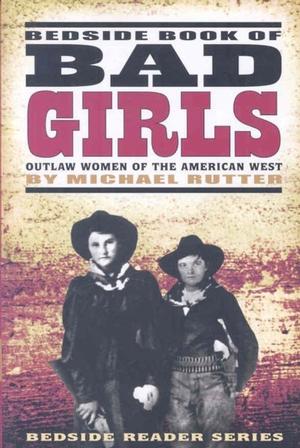 BEDSIDE BOOK OF
BAD
GIRLS
OUTLAW WOMEN OF THE AMERICAN WEST
BY MICHAEL RUTTER
BEDSIDE READER SERIES